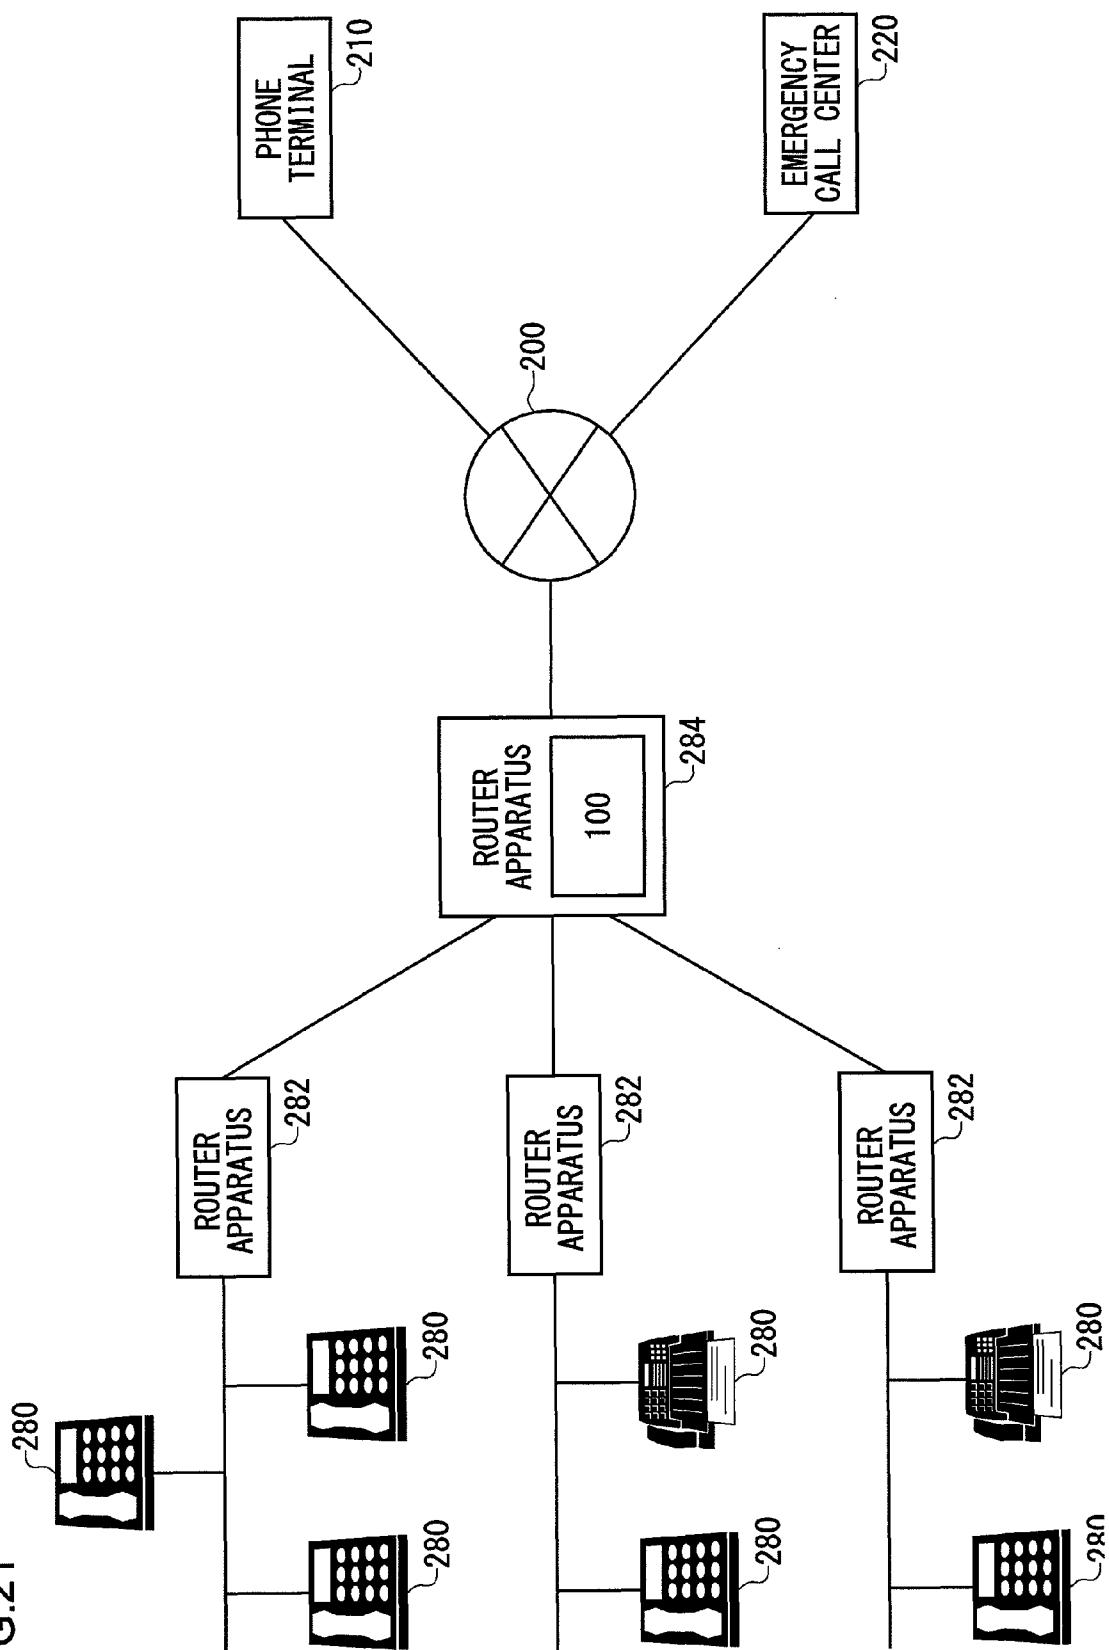 G.21
280
PHONE
TERMINAL
210
ROUTER
APPARATUS
282
280
280
200
ROUTER
APPARATUS
100
284
ROUTER
APPARATUS
282
280
280
EMERGENCY
CALL CENTER
220
ROUTER
APPARATUS
282
280
280